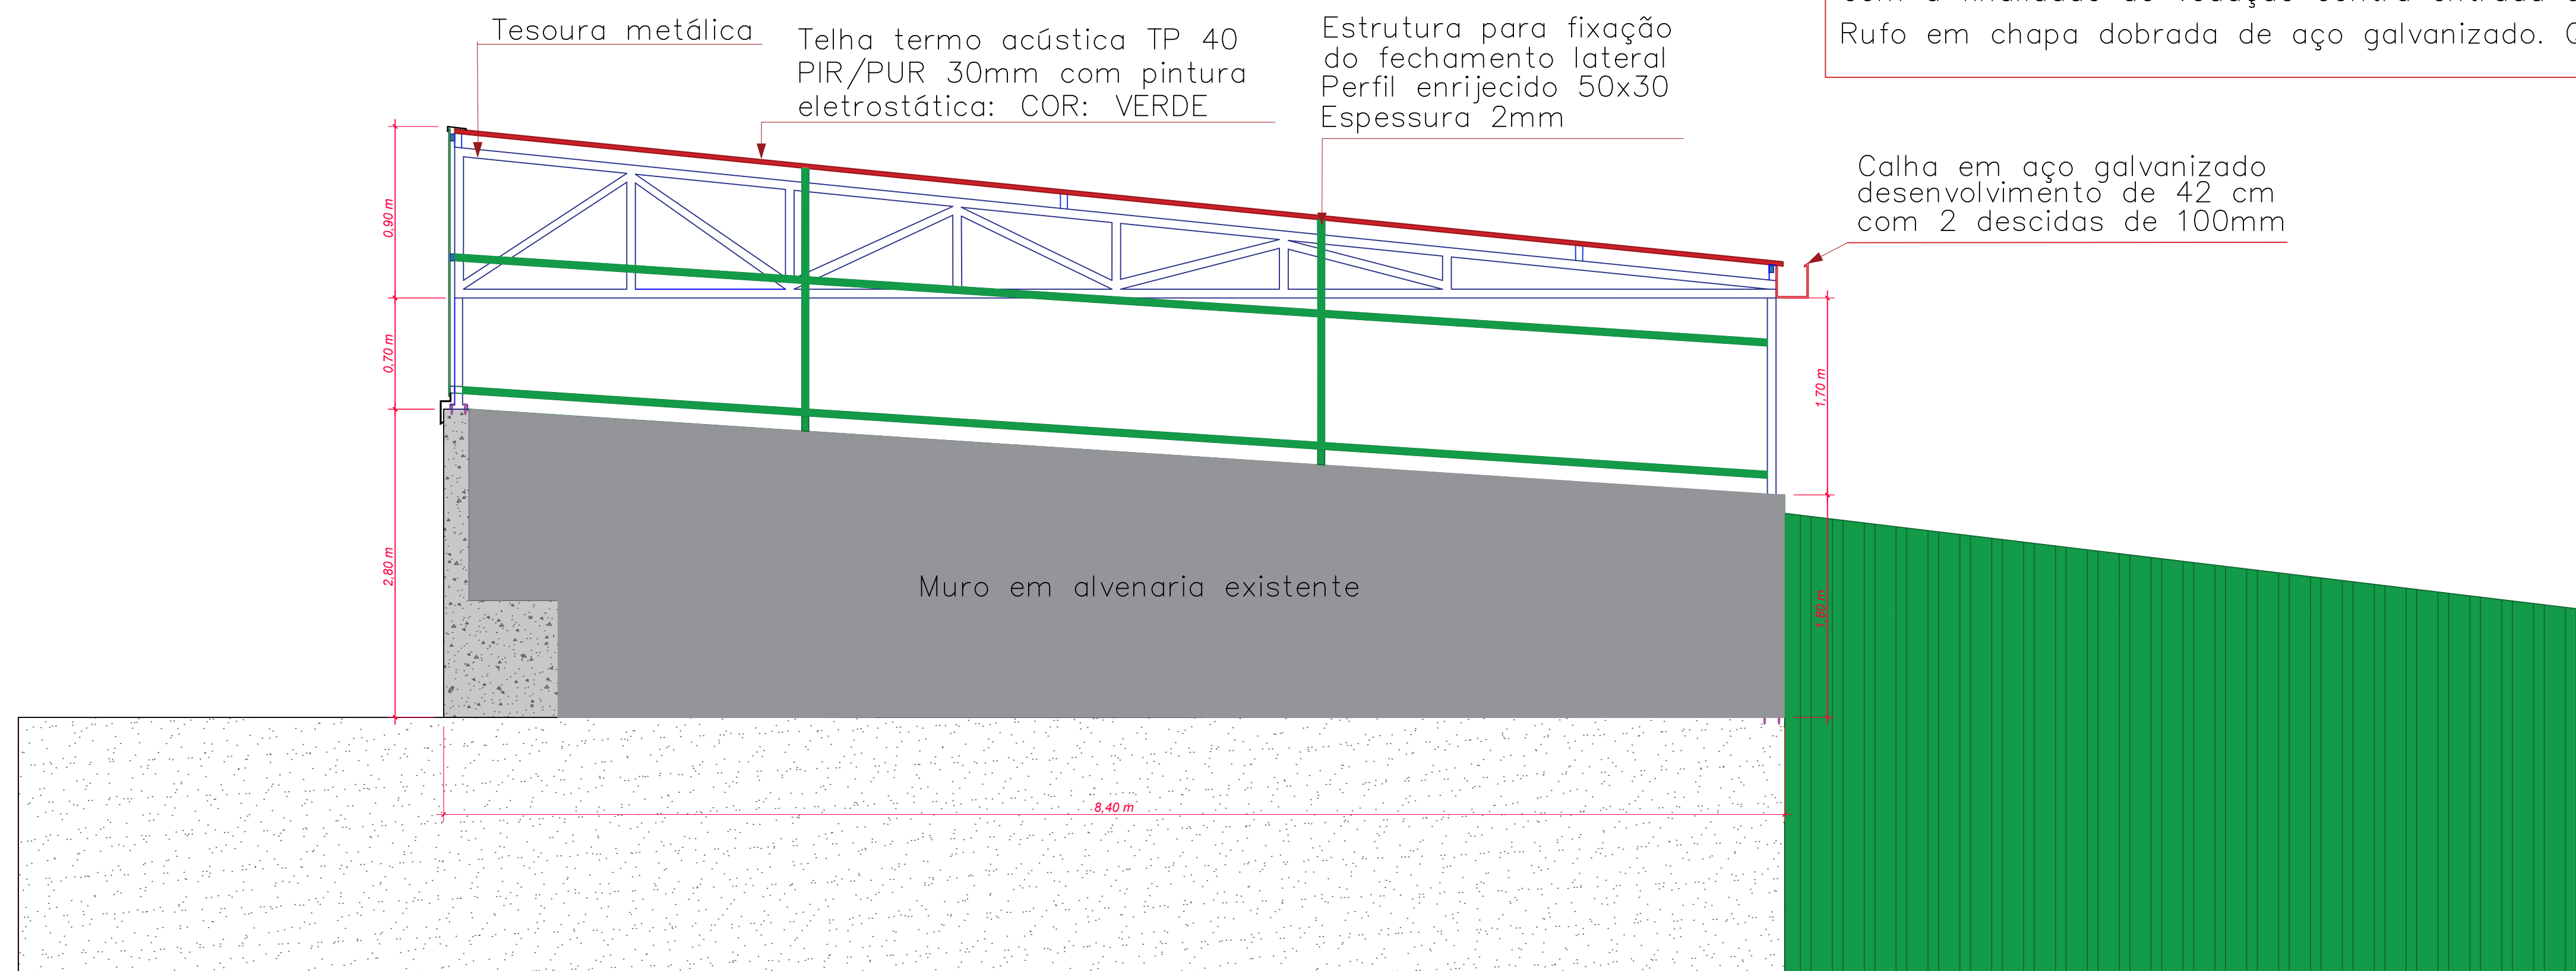 Rufo em chapa dobrada de aço galvanizado.
Tesoura metálica
Telha termo acústica TP 40
PIR/PUR 30mm com pintura
eletrostática: COR: VERDE
Estrutura para fixação
do fechamento lateral
Perfil enrijecido 50x30
Espessura 2mm
Calha em aço galvanizado
desenvolvimento de 42 cm
com 2 descidas de 100mm
0,90 m
0,70 m
2,80 m
1,70 m
1,80 m
Muro em alvenaria existente
8,40 m